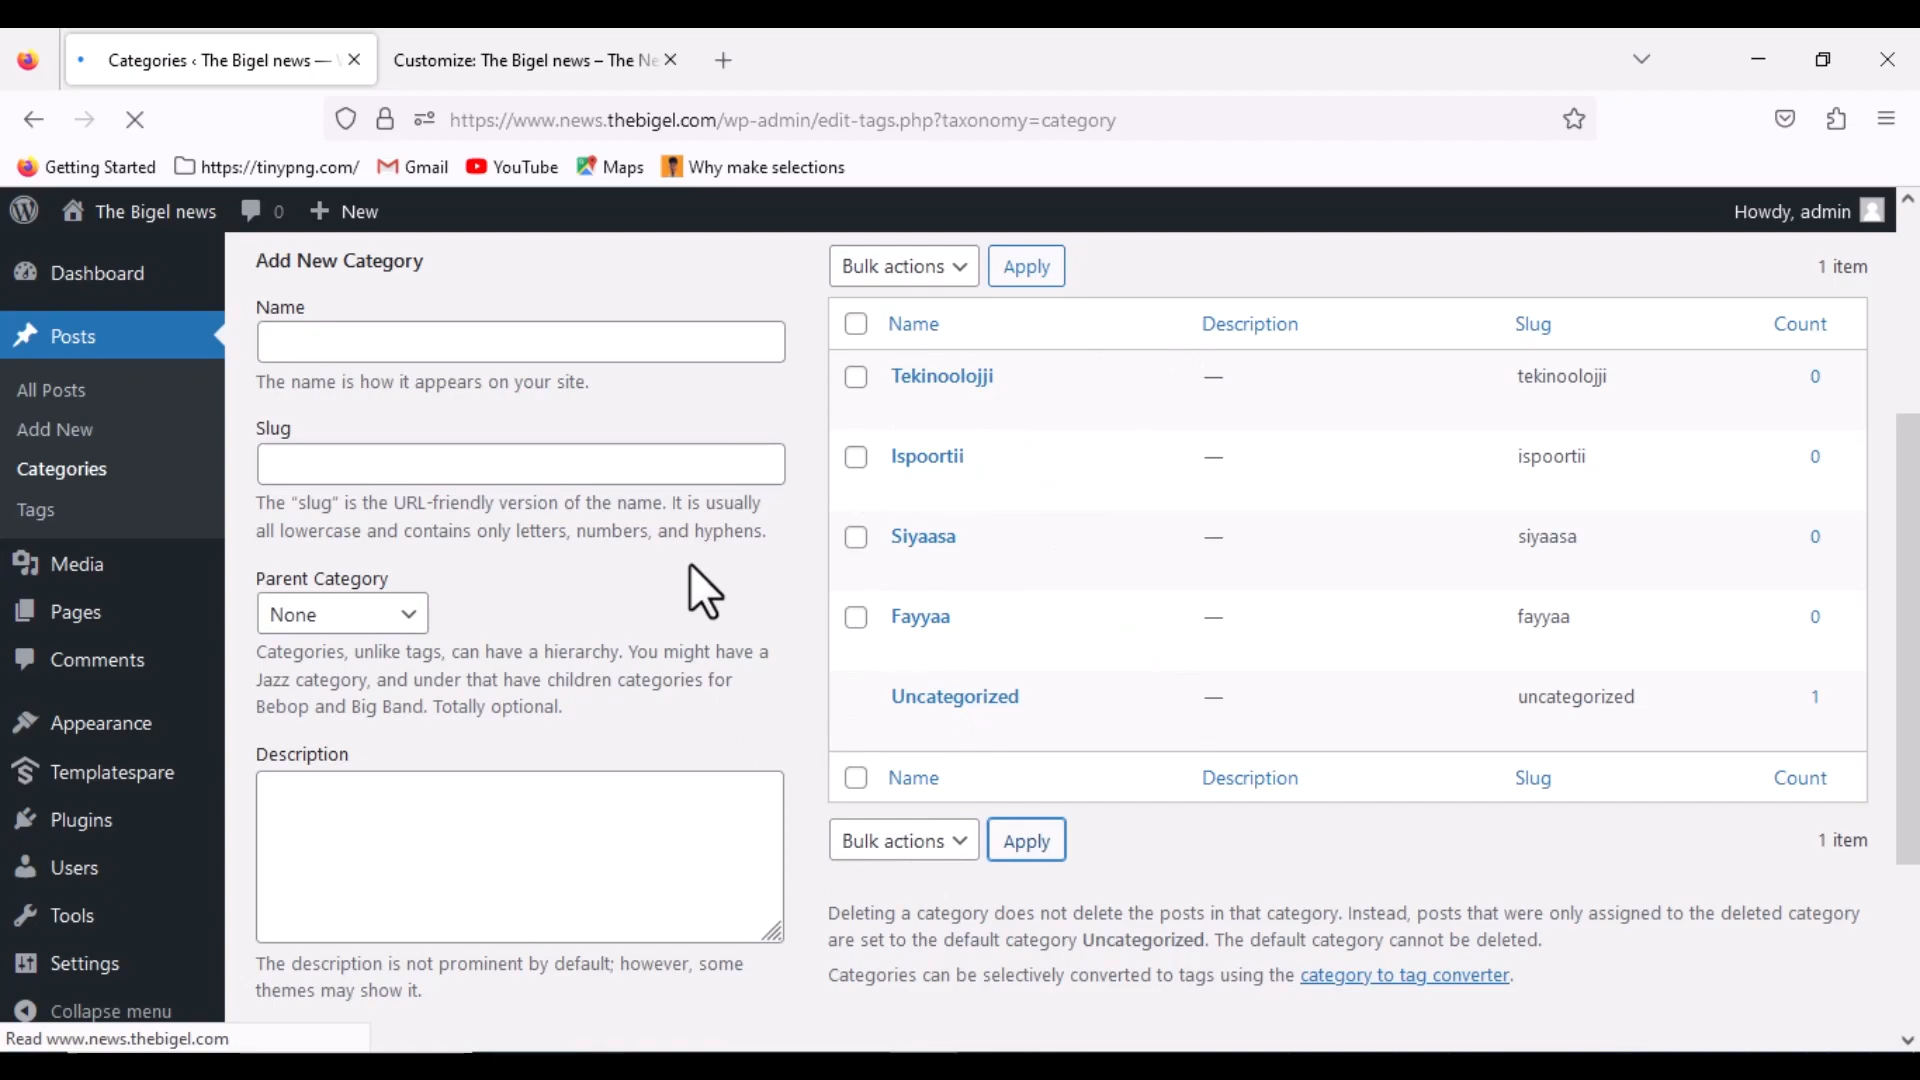 Categories ‹ The Bigel news —
Customize: The Bigel news – The Ne
https://www.news.thebigel.com/wp-admin/edit-tags.php?taxonomy=category
Getting Started
https://tinypng.com/
Gmail
YouTube
Maps
Why make selections
The Bigel news
0
New
Howdy, admin
Dashboard
Posts
All Posts
Add New
Categories
Tags
Media
Pages
Comments
Appearance
Templatespare
Plugins
Users
Tools
Settings
Collapse menu
Read www.news.thebigel.com
Add New Category
Name
The name is how it appears on your site.
Slug
The “slug” is the URL-friendly version of the name. It is usually
all lowercase and contains only letters, numbers, and hyphens.
Parent Category
None
Categories, unlike tags, can have a hierarchy. You might have a
Jazz category, and under that have children categories for
Bebop and Big Band. Totally optional.
Description
The description is not prominent by default; however, some
themes may show it.
Bulk actions Apply 1 item
Name Description Slug Count
Tekinoolojji — tekinoolojji 0
Ispoortii — ispoortii 0
Siyaasa — siyaasa 0
Fayyaa — fayyaa 0
Uncategorized — uncategorized 1
Name Description Slug Count
Bulk actions Apply 1 item
Deleting a category does not delete the posts in that category. Instead, posts that were only assigned to the deleted category
are set to the default category Uncategorized. The default category cannot be deleted.
Categories can be selectively converted to tags using the category to tag converter.